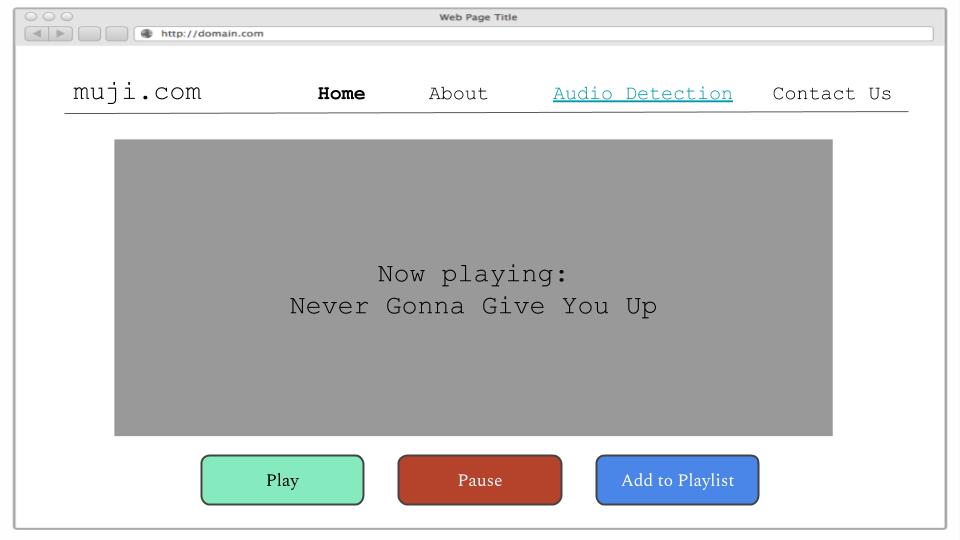 Web Page Title
http://domain.com
muji.com Home About Audio Detection Contact Us
Now playing:
Never Gonna Give You Up
Play Pause Add to Playlist